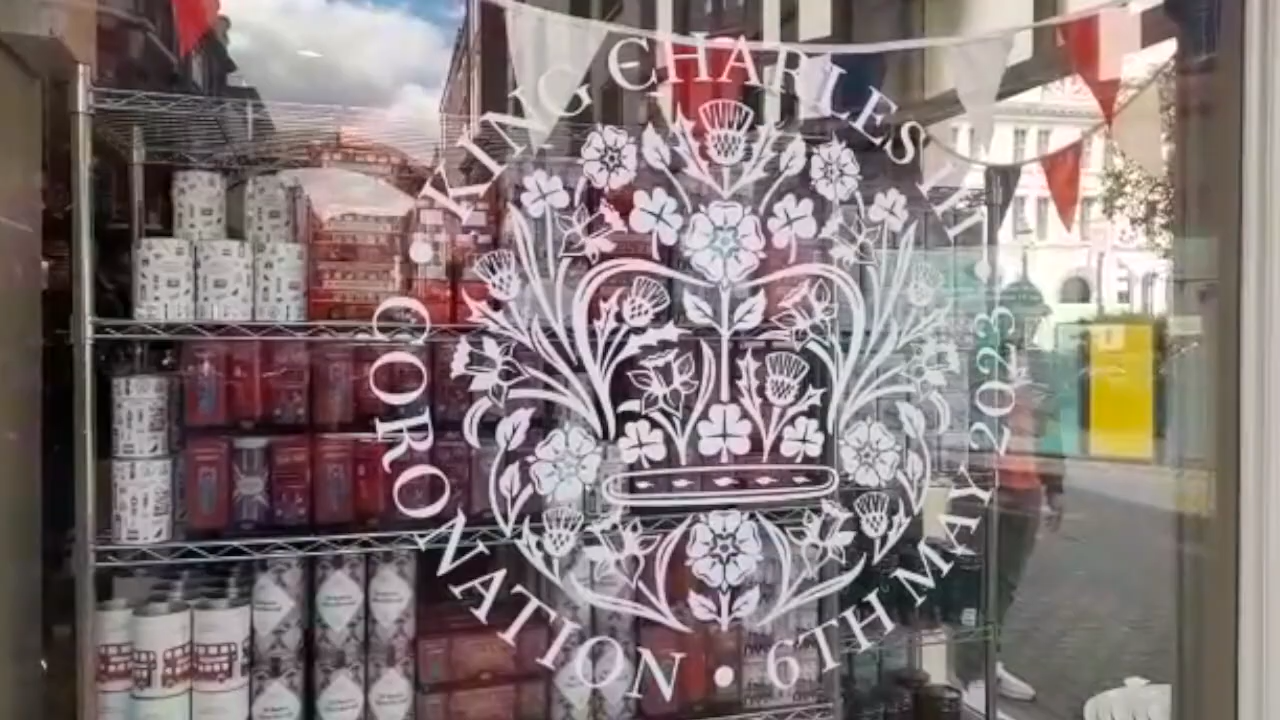 • KING CHARLES III •
CORONATION • 6TH MAY 2023